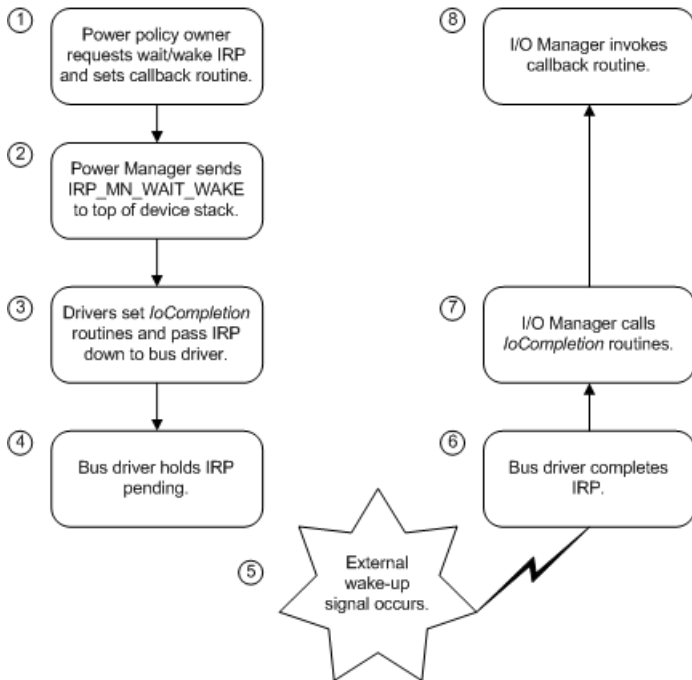 1
Power policy owner
requests wait/wake IRP
and sets callback routine.
2
Power Manager sends
IRP_MN_WAIT_WAKE
to top of device stack.
3
Drivers set IoCompletion
routines and pass IRP
down to bus driver.
4
Bus driver holds IRP
pending.
5
External
wake-up
signal occurs.
6
Bus driver completes
IRP.
7
I/O Manager calls
IoCompletion routines.
8
I/O Manager invokes
callback routine.